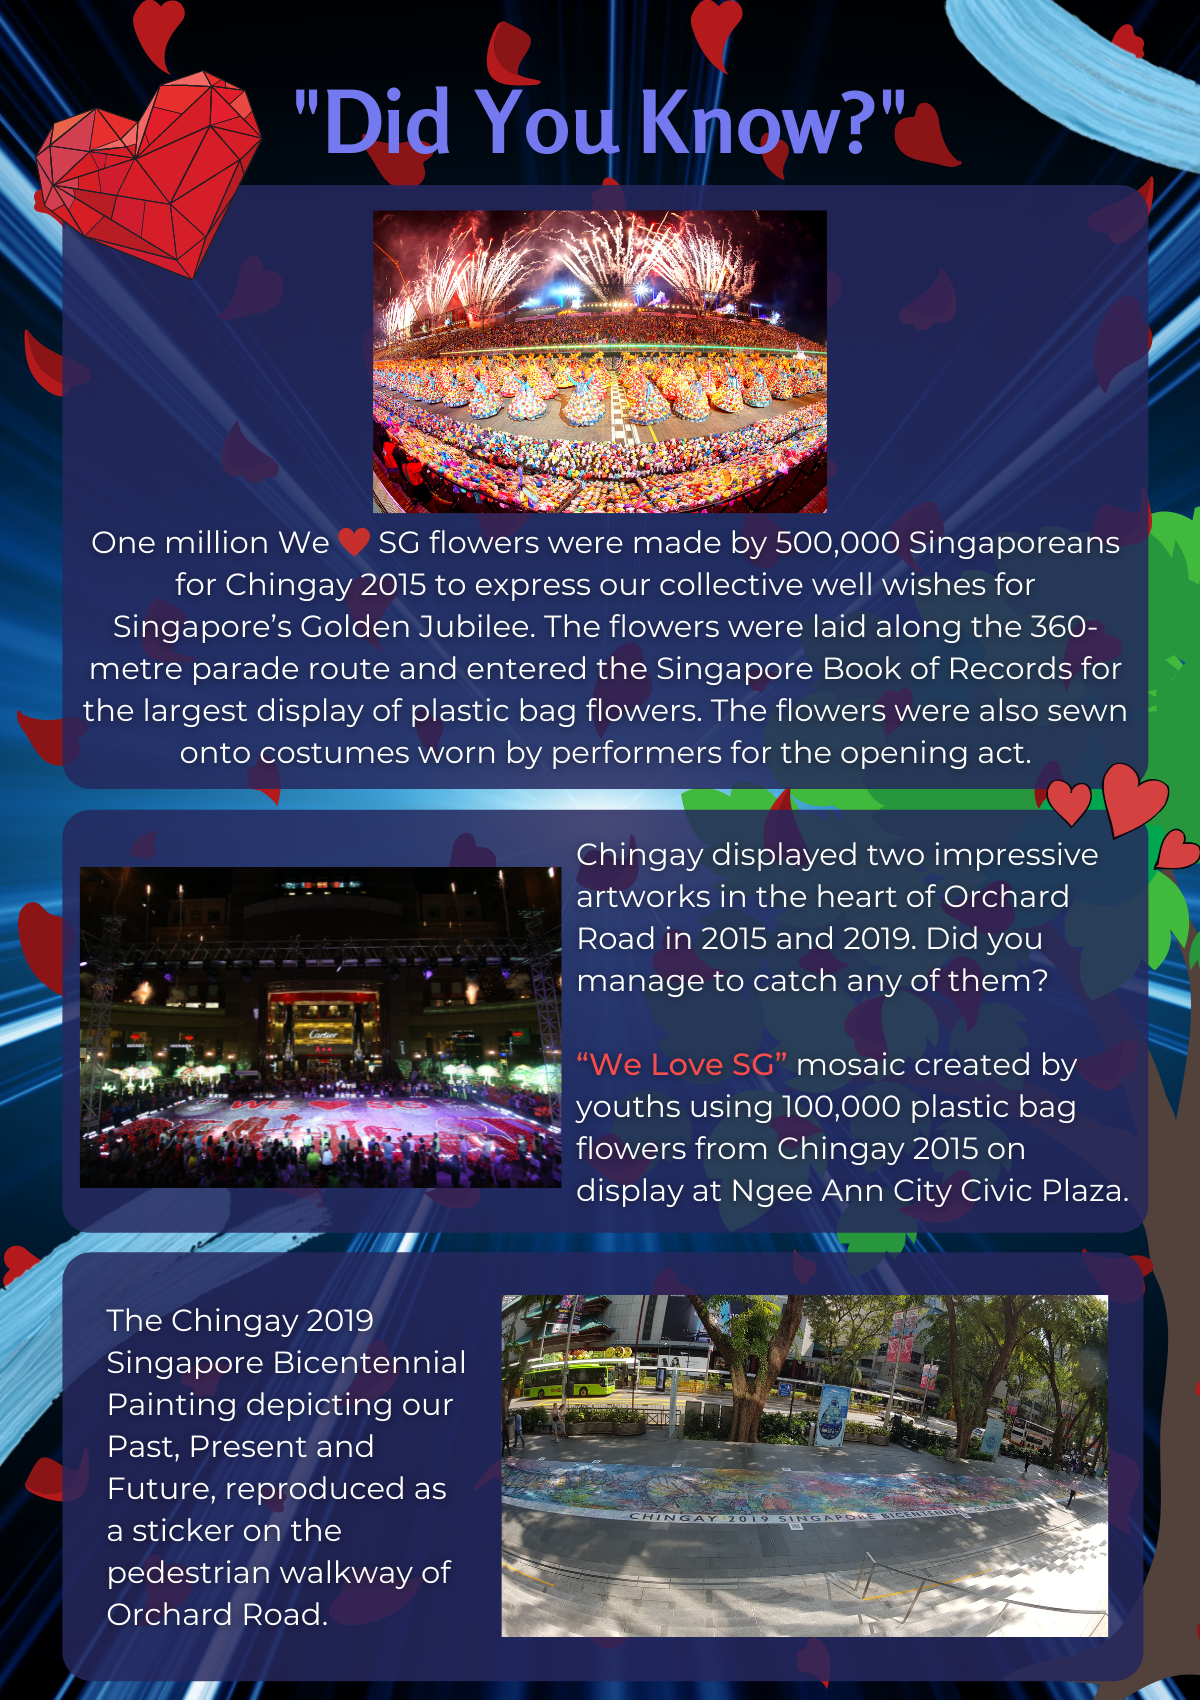 "Did You Know?"
One million We ❤ SG flowers were made by 500,000 Singaporeans
for Chingay 2015 to express our collective well wishes for
Singapore’s Golden Jubilee. The flowers were laid along the 360-
metre parade route and entered the Singapore Book of Records for
the largest display of plastic bag flowers. The flowers were also sewn
onto costumes worn by performers for the opening act.
Chingay displayed two impressive
artworks in the heart of Orchard
Road in 2015 and 2019. Did you
manage to catch any of them?
“We Love SG” mosaic created by
youths using 100,000 plastic bag
flowers from Chingay 2015 on
display at Ngee Ann City Civic Plaza.
Cartier
WE ❤ SG
The Chingay 2019
Singapore Bicentennial
Painting depicting our
Past, Present and
Future, reproduced as
a sticker on the
pedestrian walkway of
Orchard Road.
CHINGAY 2019 SINGAPORE BICENTENNIAL